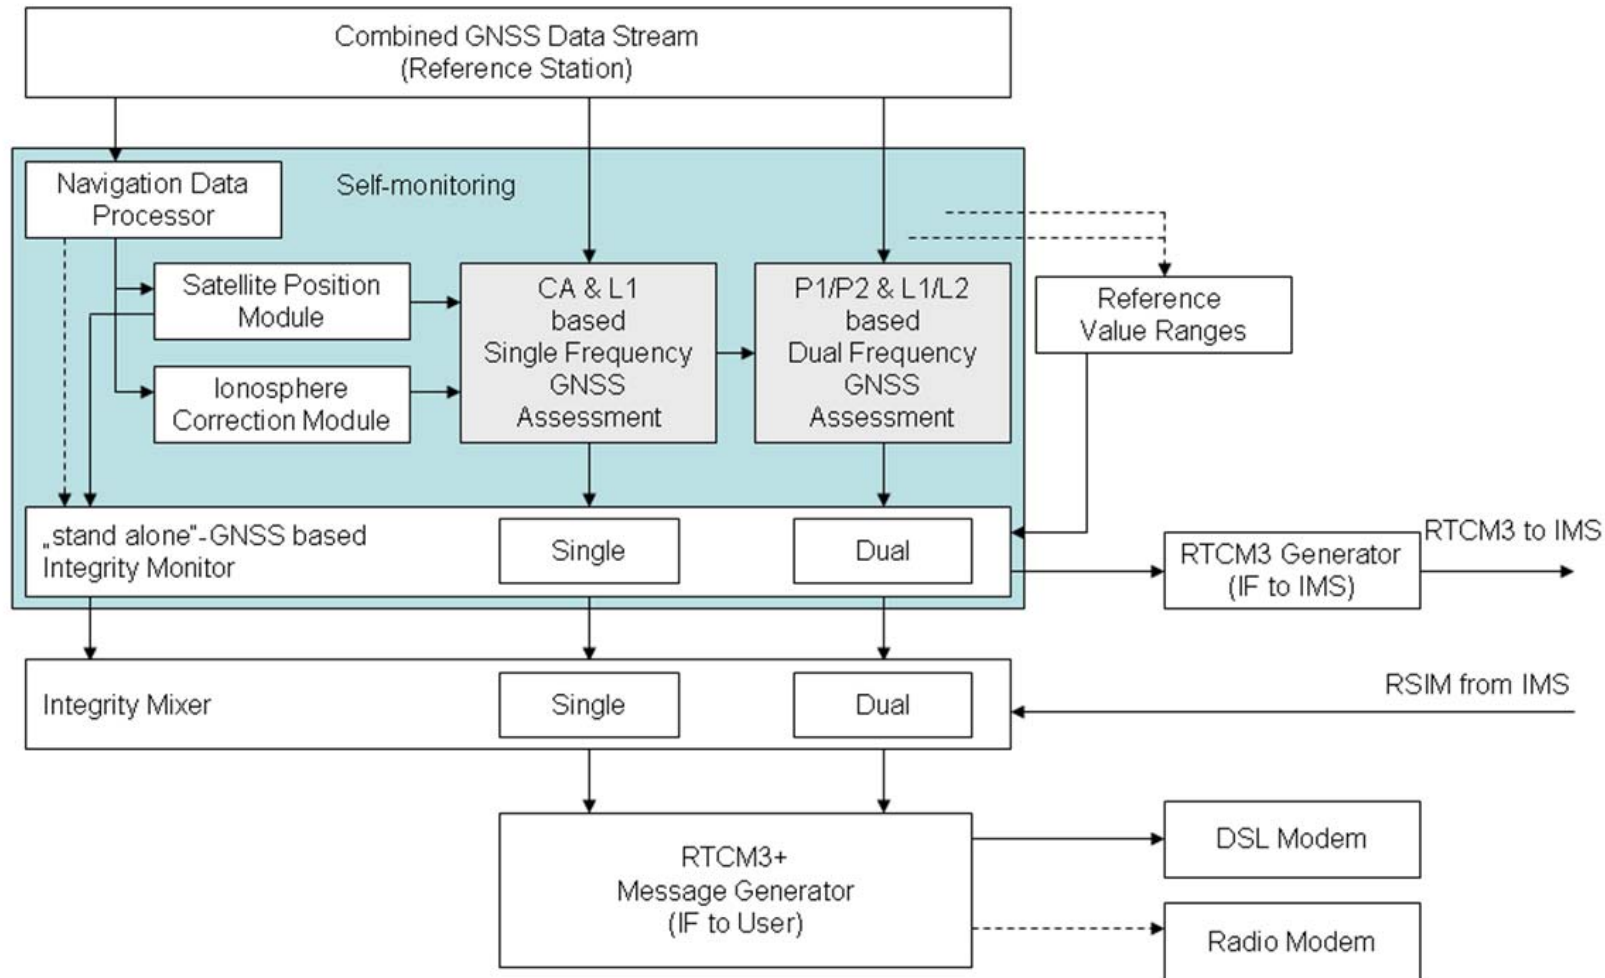 Combined GNSS Data Stream
(Reference Station)
Navigation Data
Processor
Self-monitoring
Satellite Position
Module
CA & L1
based
Single Frequency
GNSS
Assessment
P1/P2 & L1/L2
based
Dual Frequency
GNSS
Assessment
Reference
Value Ranges
Ionosphere
Correction Module
„stand alone"-GNSS based
Integrity Monitor
Single
Dual
RTCM3 Generator
(IF to IMS)
RTCM3 to IMS
Integrity Mixer
Single
Dual
RSIM from IMS
RTCM3+
Message Generator
(IF to User)
DSL Modem
Radio Modem